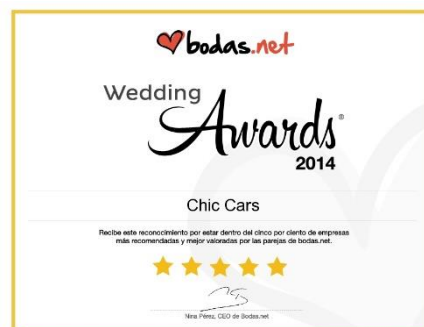 bodas.net
Wedding
Awards®
2014
Chic Cars
Recibe este reconocimiento por estar dentro del cinco por ciento de empresas
más recomendadas y mejor valoradas por las parejas de bodas.net.
Nina Pérez, CEO de Bodas.net